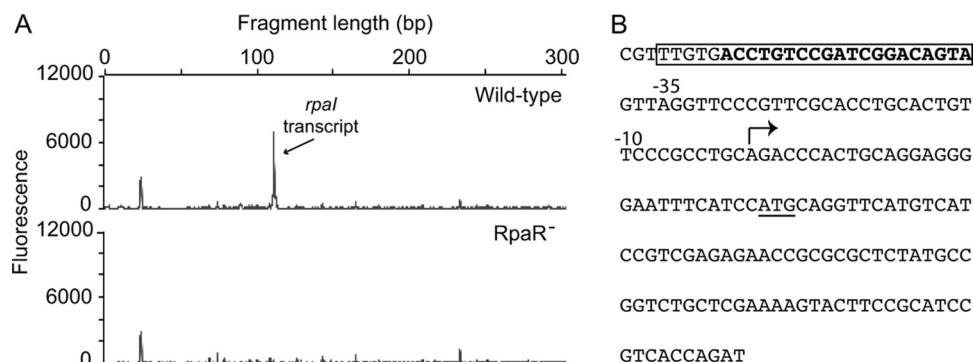 A
Fragment length (bp)
0 100 200 300
12000
6000
0
Wild-type
rpaI
transcript
12000
6000
0
RpaR⁻
Fluorescence
B
CGTTTGTGACCTGTCCGATCGGACAGTA
-35
GTTAGGTTCCCGTTCGCACCTGCACTGT
-10
TCCCGCCTGCAGACCCACTGCAGGAGGG
GAATTTCATCCATGCAGGTTCATGTCAT
CCGTCGAGAGAACCGCGCGCTCTATGCC
GGTCTGCTCGAAAAGTACTTCCGCATCC
GTCACCAGAT